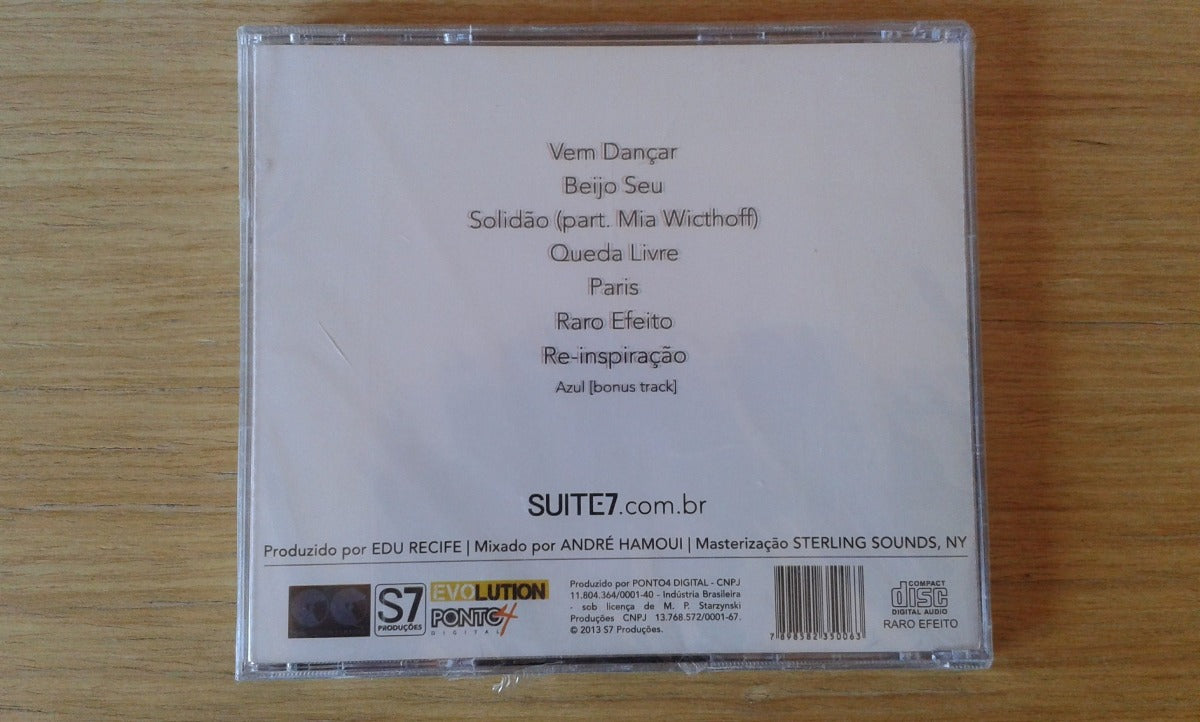 Vem Dançar
Beijo Seu
Solidão (part. Mia Wicthoff)
Queda Livre
Paris
Raro Efeito
Re-inspiração
Azul [bonus track]
SUITE7.com.br
Produzido por EDU RECIFE | Mixado por ANDRÉ HAMOUI | Masterização STERLING SOUNDS, NY
S7
PRODUÇÕES
EVOLUTION
PONTO4
DIGITAL
Produzido por PONTO4 DIGITAL - CNPJ
11.804.364/0001-40 - Indústria Brasileira
- sob licença de M. P. Starzynski
Produções CNPJ 13.768.572/0001-67.
© 2013 S7 Produções.
7 898582 350063
COMPACT
disc
DIGITAL AUDIO
RARO EFEITO